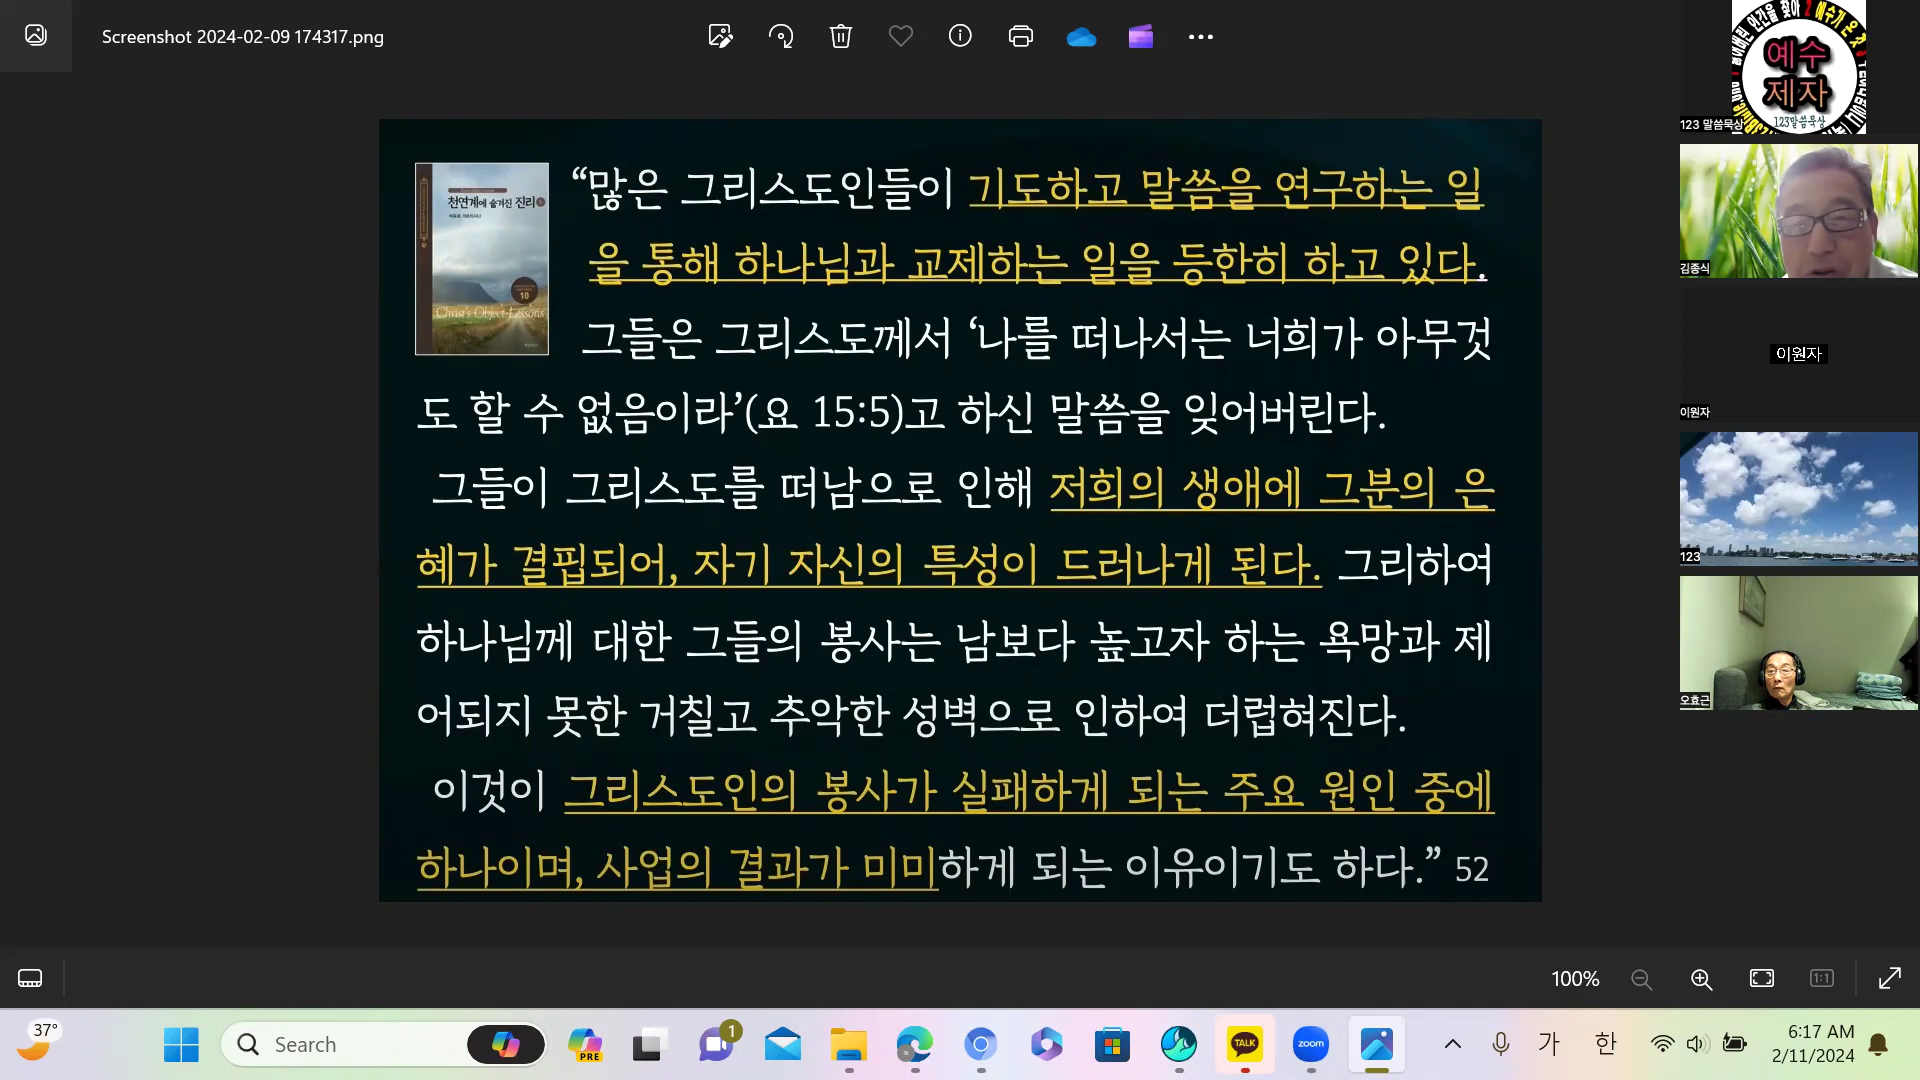 Screenshot 2024-02-09 174317.png
예수
제자
123말씀묵상
123 말씀묵상
천연계에 숨겨진 진리
10
Christ's Object Lessons
“많은 그리스도인들이 기도하고 말씀을 연구하는 일
을 통해 하나님과 교제하는 일을 등한히 하고 있다.
그들은 그리스도께서 ‘나를 떠나서는 너희가 아무것
도 할 수 없음이라’(요 15:5)고 하신 말씀을 잊어버린다.
그들이 그리스도를 떠남으로 인해 저희의 생애에 그분의 은
혜가 결핍되어, 자기 자신의 특성이 드러나게 된다. 그리하여
하나님께 대한 그들의 봉사는 남보다 높고자 하는 욕망과 제
어되지 못한 거칠고 추악한 성벽으로 인하여 더럽혀진다.
이것이 그리스도인의 봉사가 실패하게 되는 주요 원인 중에
하나이며, 사업의 결과가 미미하게 되는 이유이기도 하다.” 52
김종식
이원자
이원자
123
오효근
100%
1:1
37°
Search
PRE
1
TALK
zoom
가
한
6:17 AM
2/11/2024